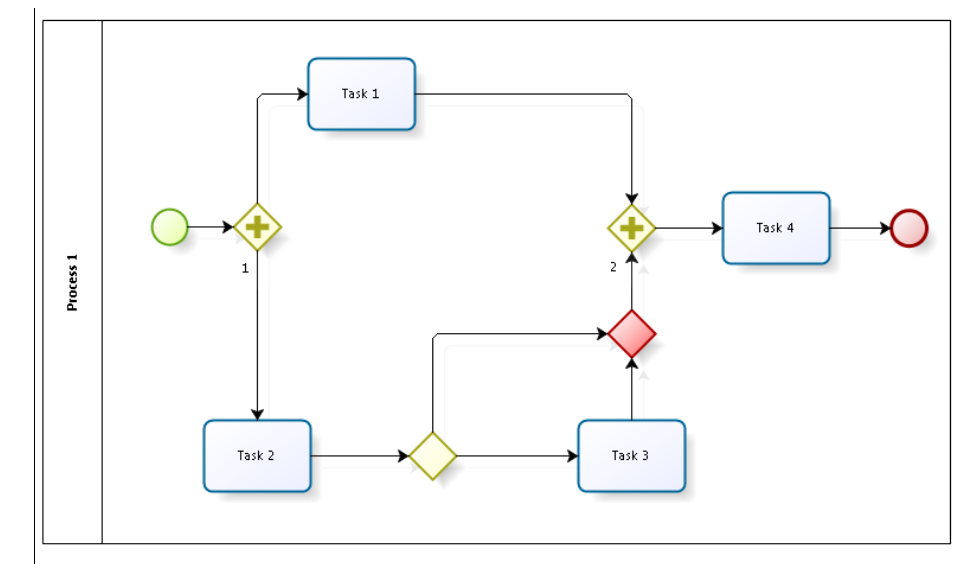 Process 1
Task 1
1
2
Task 4
Task 2
Task 3